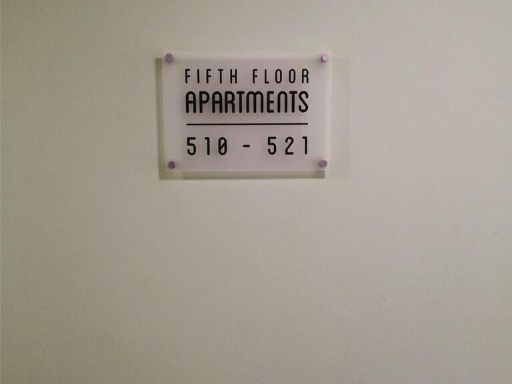 FIFTH FLOOR
APARTMENTS
510 - 521